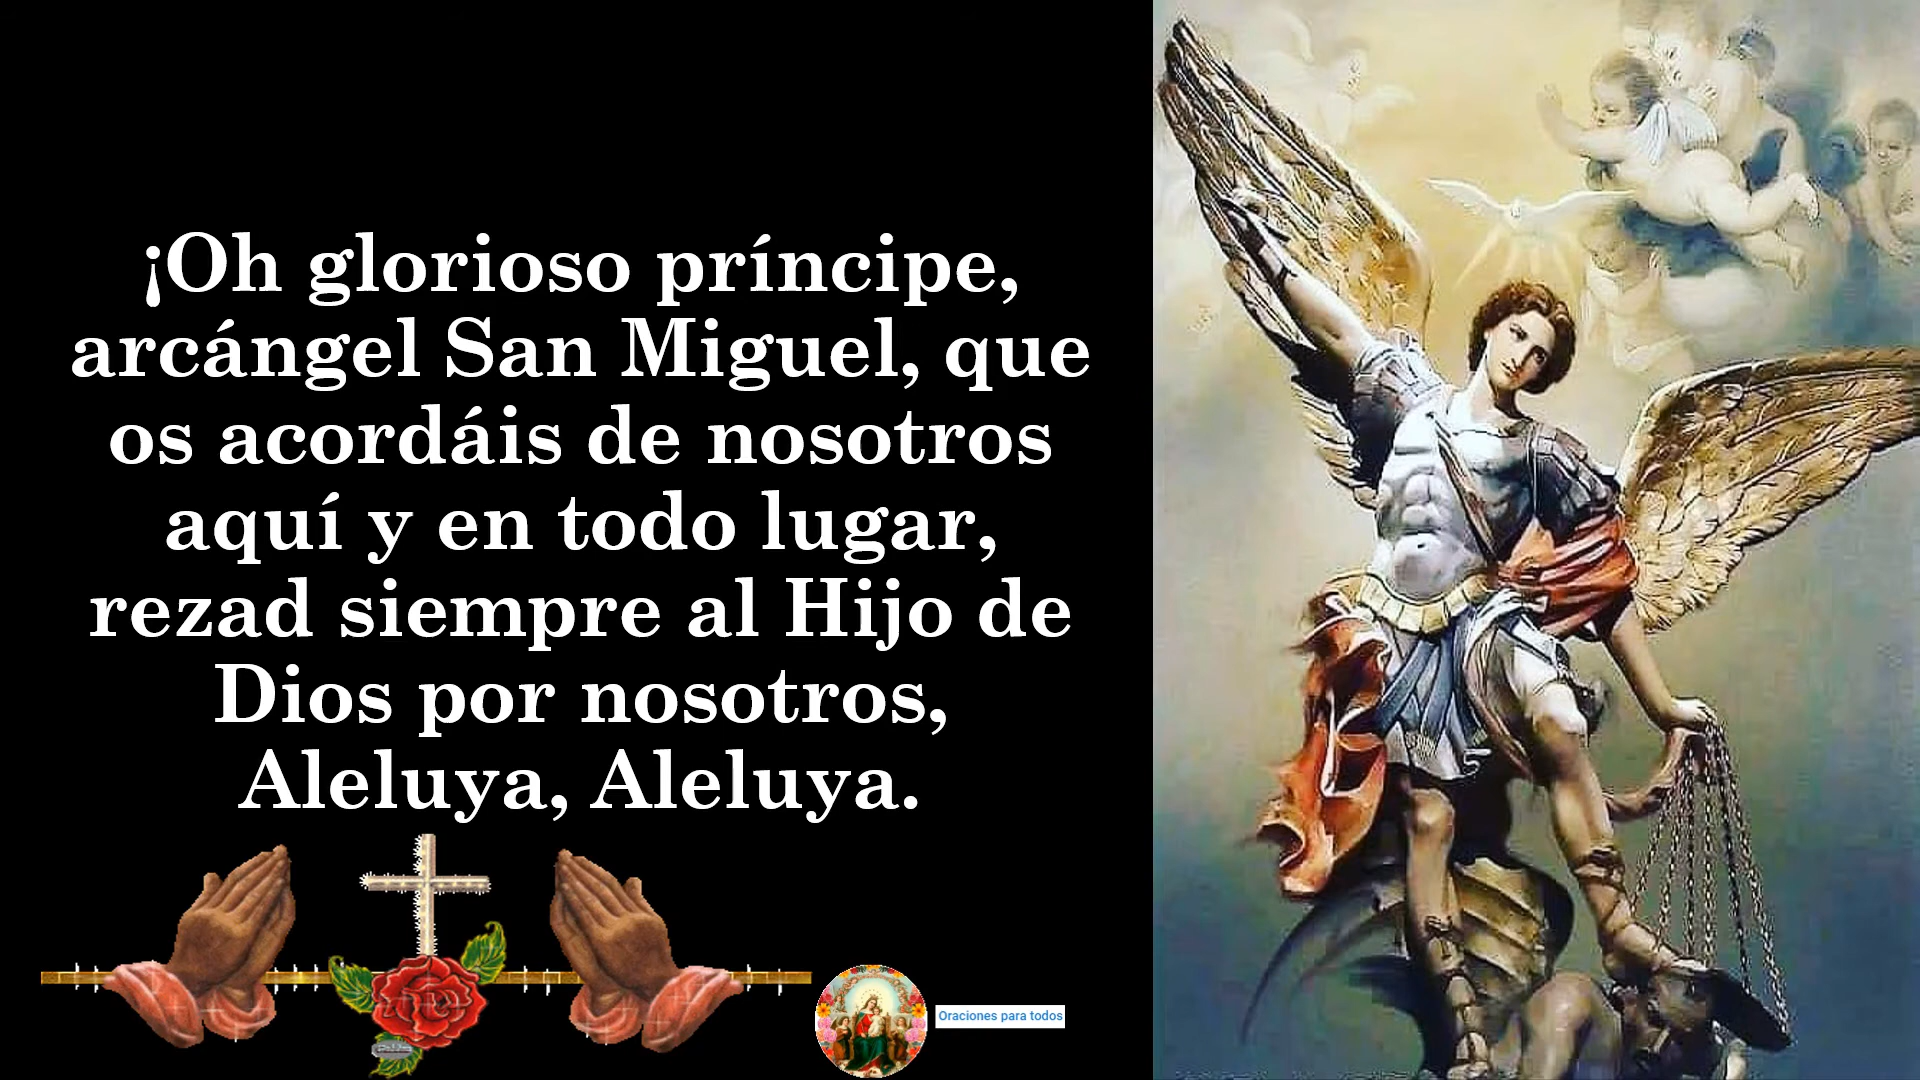 ¡Oh glorioso príncipe,
arcángel San Miguel, que
os acordáis de nosotros
aquí y en todo lugar,
rezad siempre al Hijo de
Dios por nosotros,
Aleluya, Aleluya.
Oraciones para todos